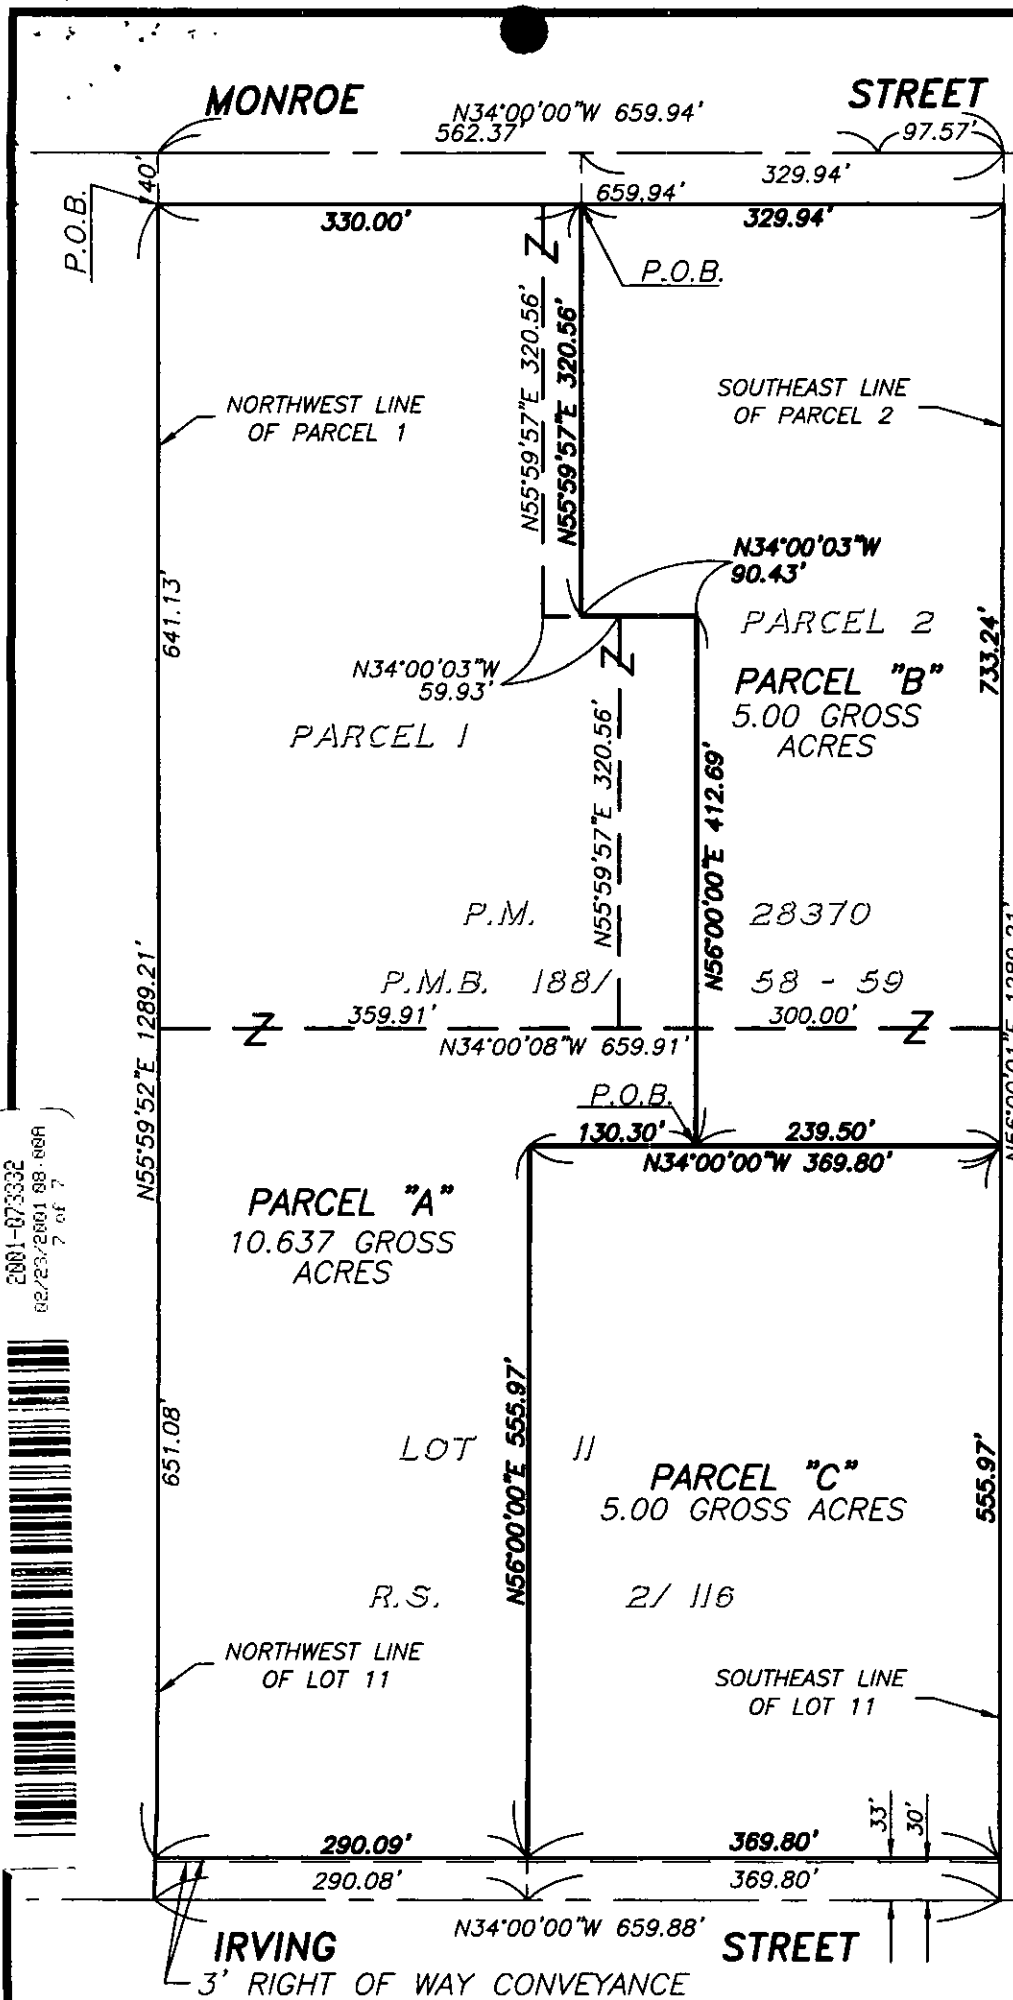 MONROE STREET
N34°00'00"W 659.94'
562.37'
97.57'
40'
329.94'
659.94'
P.O.B.
330.00'
329.94'
P.O.B.
Z
N55°59'57"E 320.56'
N55°59'57"E 320.56'
NORTHWEST LINE
OF PARCEL 1
SOUTHEAST LINE
OF PARCEL 2
N34°00'03"W
90.43'
641.13'
PARCEL 2
733.24'
N34°00'03"W
59.93'
Z
PARCEL "B"
5.00 GROSS
ACRES
PARCEL 1
N55°59'57"E 320.56'
N56°00'00"E 412.69'
P.M. 28370
P.M.B. 188/ 58 - 59
N55°59'52"E 1289.21'
359.91'
300.00'
Z
Z
N34°00'08"W 659.91'
P.O.B.
130.30'
239.50'
N34°00'00"W 369.80'
2001-073332
02/23/2001 08:00A
7 of 7
PARCEL "A"
10.637 GROSS
ACRES
N56°00'00"E 555.97'
651.08'
LOT 11
PARCEL "C"
5.00 GROSS ACRES
555.97'
R.S. 2/ 116
NORTHWEST LINE
OF LOT 11
SOUTHEAST LINE
OF LOT 11
33'
30'
290.09'
369.80'
290.08'
369.80'
N34°00'00"W 659.88'
IRVING STREET
3' RIGHT OF WAY CONVEYANCE